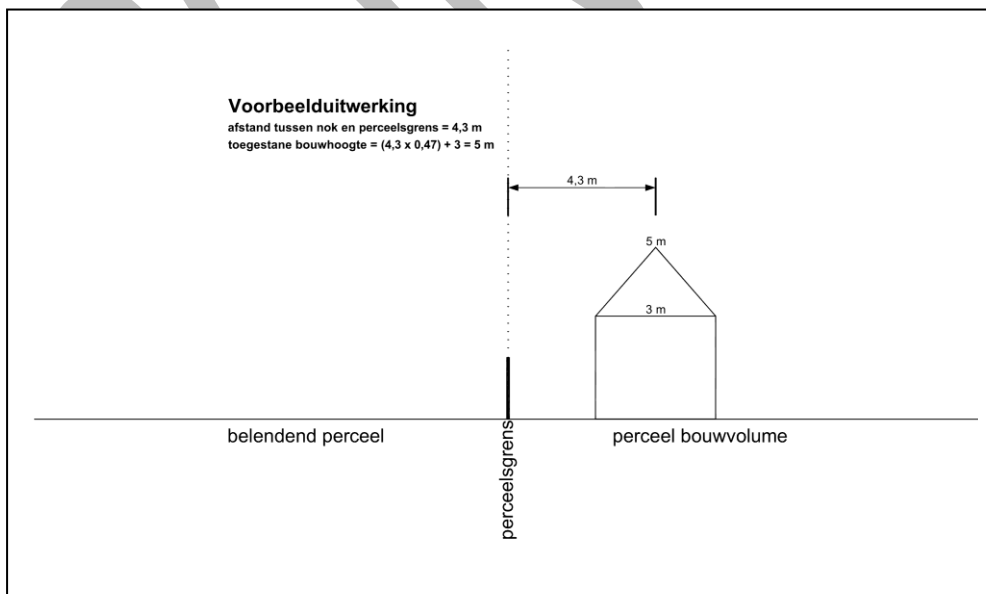 Voorbeelduitwerking
afstand tussen nok en perceelsgrens = 4,3 m
toegestane bouwhoogte = (4,3 x 0,47) + 3 = 5 m
4,3 m
5 m
3 m
belendend perceel
perceelsgrens
perceel bouwvolume